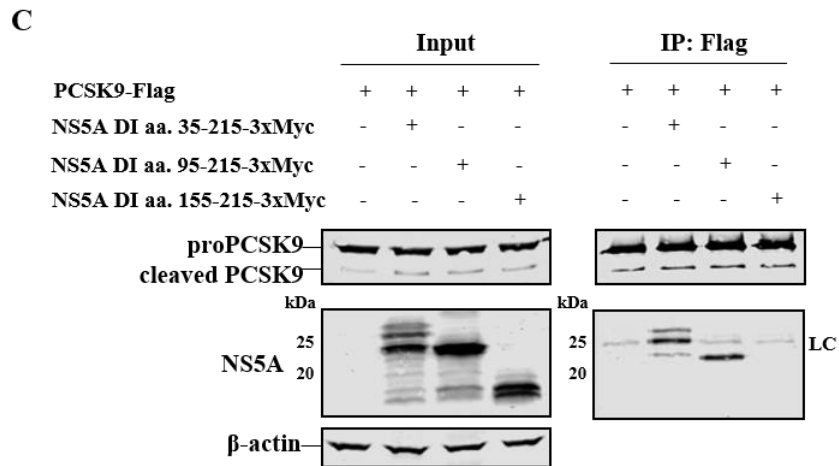 C
Input IP: Flag
PCSK9-Flag + + + + + + + +
NS5A DI aa. 35-215-3xMyc - + - - - + - -
NS5A DI aa. 95-215-3xMyc - - + - - - + -
NS5A DI aa. 155-215-3xMyc - - - + - - - +
proPCSK9
cleaved PCSK9
kDa kDa
25 25 LC
NS5A
20 20
β-actin